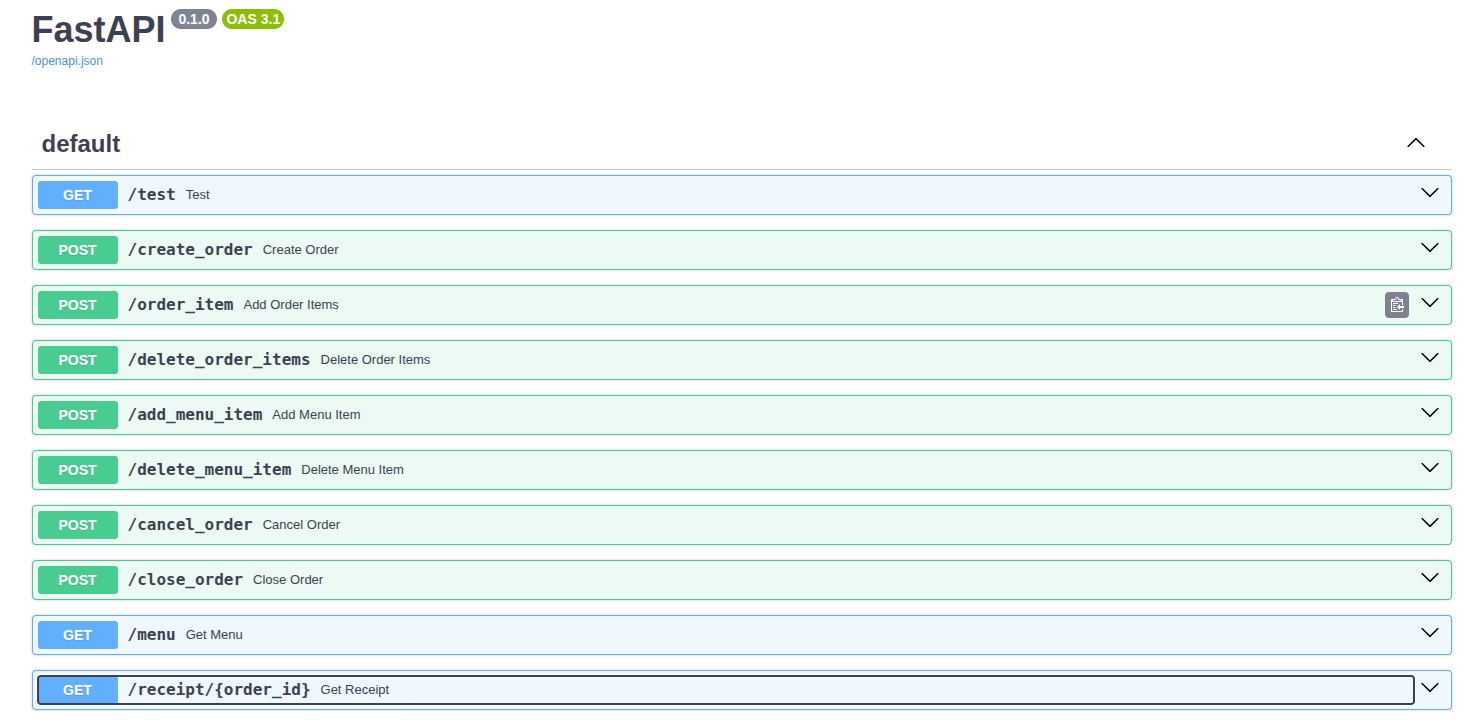 FastAPI 0.1.0 OAS 3.1
/openapi.json
default
GET /test Test
POST /create_order Create Order
POST /order_item Add Order Items
POST /delete_order_items Delete Order Items
POST /add_menu_item Add Menu Item
POST /delete_menu_item Delete Menu Item
POST /cancel_order Cancel Order
POST /close_order Close Order
GET /menu Get Menu
GET /receipt/{order_id} Get Receipt